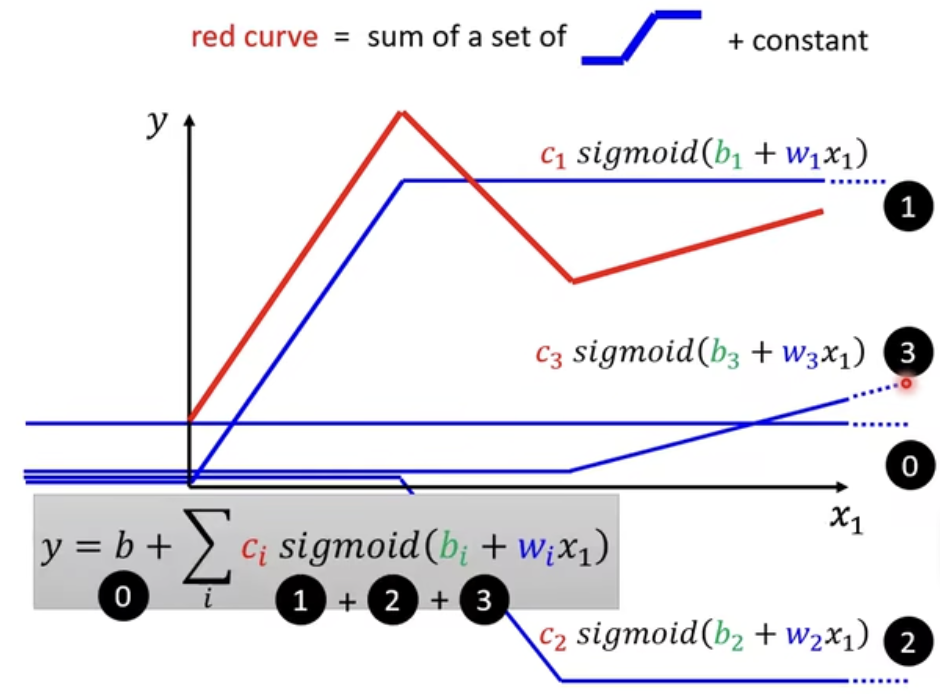 red curve = sum of a set of + constant
y
c₁ sigmoid(b₁ + w₁x₁)
1
c₃ sigmoid(b₃ + w₃x₁)
3
0
x₁
y = b + ∑ᵢ cᵢ sigmoid(bᵢ + wᵢx₁)
0 1 + 2 + 3
c₂ sigmoid(b₂ + w₂x₁)
2